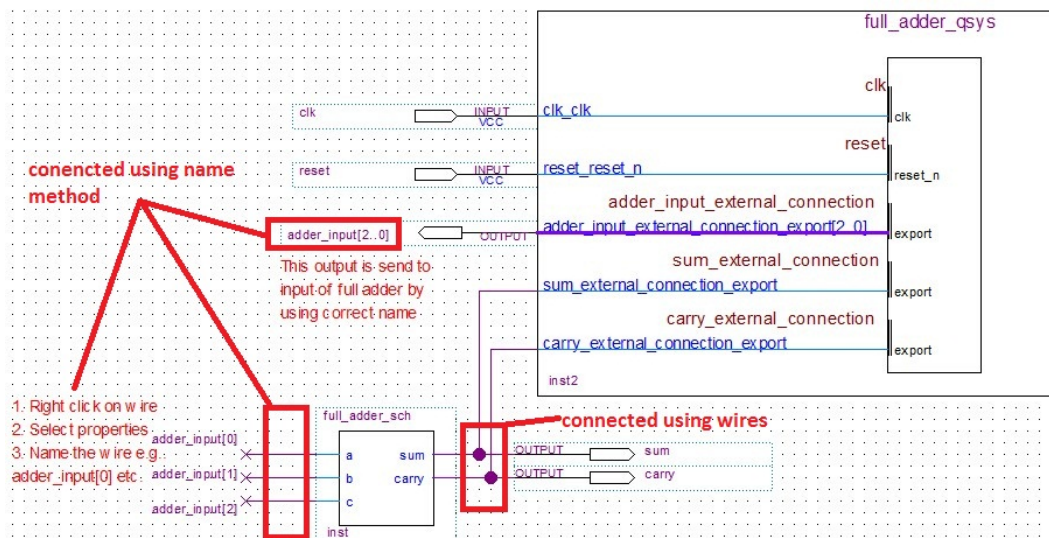 full_adder_qsys
clk
clk
INPUT
VCC
clk_clk
clk
reset
reset
INPUT
VCC
reset_reset_n
reset_n
conencted using name
method
adder_input_external_connection
adder_input[2..0]
OUTPUT
adder_input_external_connection_export[2..0]
export
This output is send to
input of full adder by
using correct name
sum_external_connection
sum_external_connection_export
export
carry_external_connection
carry_external_connection_export
export
inst2
1. Right click on wire
2. Select properties
3. Name the wire e.g.
adder_input[0] etc
full_adder_sch
connected using wires
adder_input[0]
a
sum
OUTPUT
sum
adder_input[1]
b
carry
OUTPUT
carry
adder_input[2]
c
inst